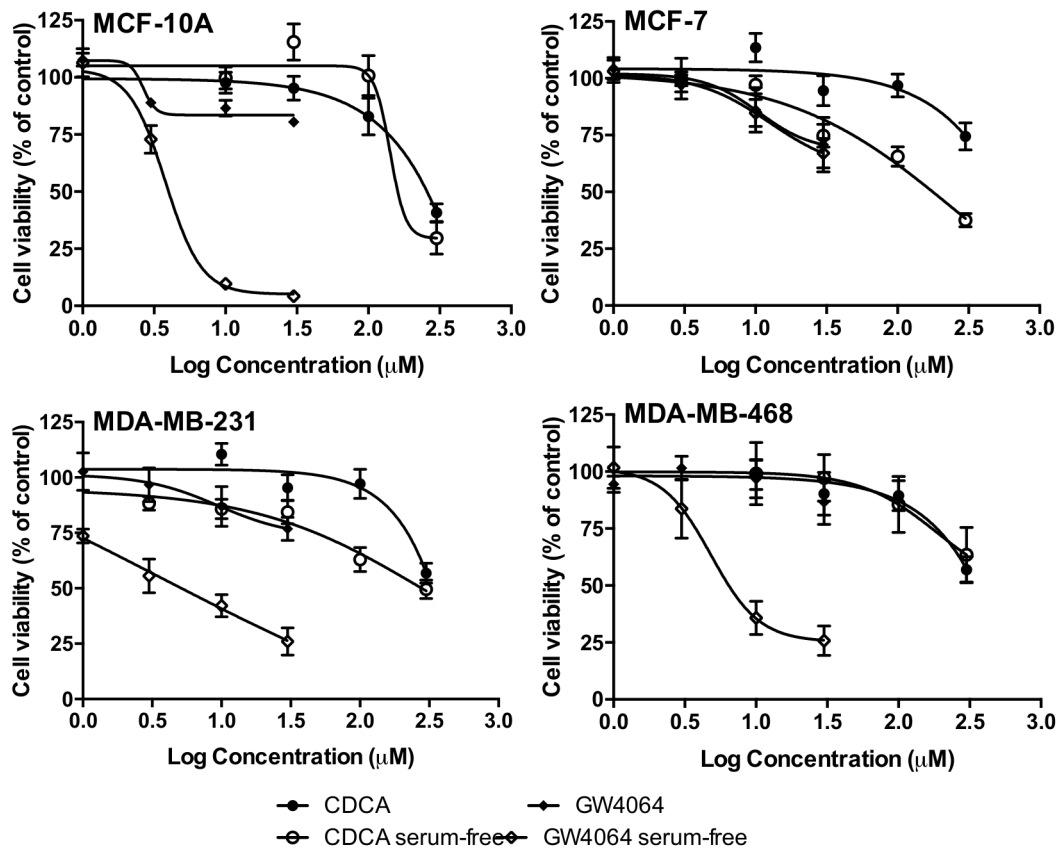 MCF-10A
Cell viability (% of control)
125
100
75
50
25
0
0.0 0.5 1.0 1.5 2.0 2.5 3.0
Log Concentration (μM)
MCF-7
Cell viability (% of control)
125
100
75
50
25
0
0.0 0.5 1.0 1.5 2.0 2.5 3.0
Log Concentration (μM)
MDA-MB-231
Cell viability (% of control)
125
100
75
50
25
0
0.0 0.5 1.0 1.5 2.0 2.5 3.0
Log Concentration (μM)
MDA-MB-468
Cell viability (% of control)
125
100
75
50
25
0
0.0 0.5 1.0 1.5 2.0 2.5 3.0
Log Concentration (μM)
CDCA GW4064
CDCA serum-free GW4064 serum-free